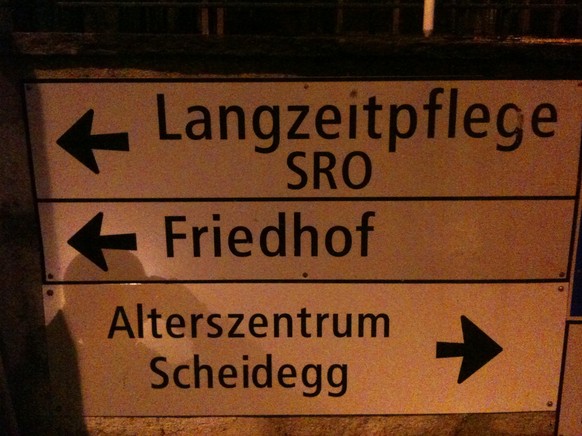 Langzeitpflege
SRO
Friedhof
Alterszentrum
Scheidegg